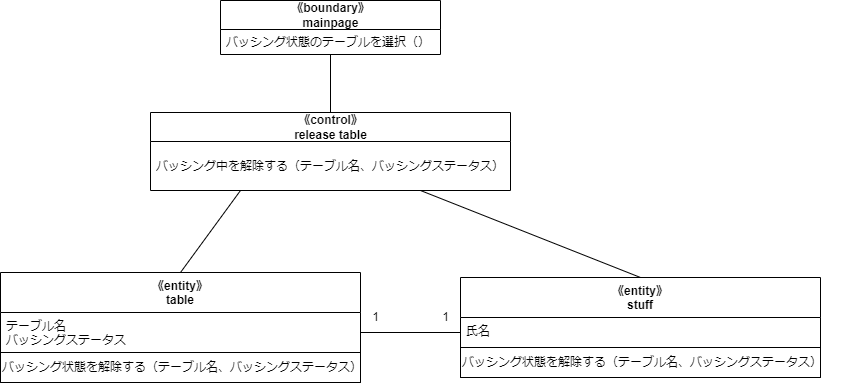 《boundary》
mainpage
バッシング状態のテーブルを選択（）
《control》
release table
バッシング中を解除する（テーブル名、バッシングステータス）
《entity》
table
テーブル名
バッシングステータス
バッシング状態を解除する（テーブル名、バッシングステータス）
1
1
《entity》
stuff
氏名
バッシング状態を解除する（テーブル名、バッシングステータス）